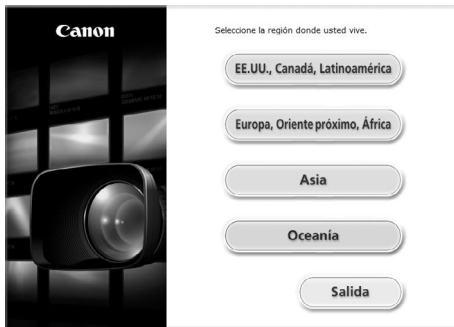 Canon
Seleccione la región donde usted vive.
EE.UU., Canadá, Latinoamérica
Europa, Oriente próximo, África
Asia
Oceanía
Salida